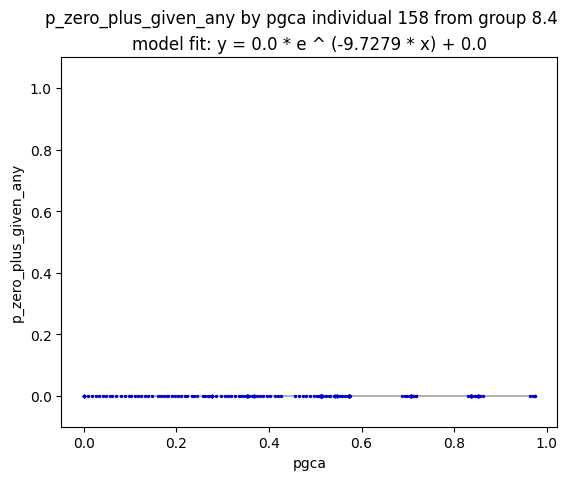 p_zero_plus_given_any by pgca individual 158 from group 8.4
model fit: y = 0.0 * e ^ (-9.7279 * x) + 0.0
1.0
0.8
0.6
0.4
0.2
0.0
p_zero_plus_given_any
0.0 0.2 0.4 0.6 0.8 1.0
pgca